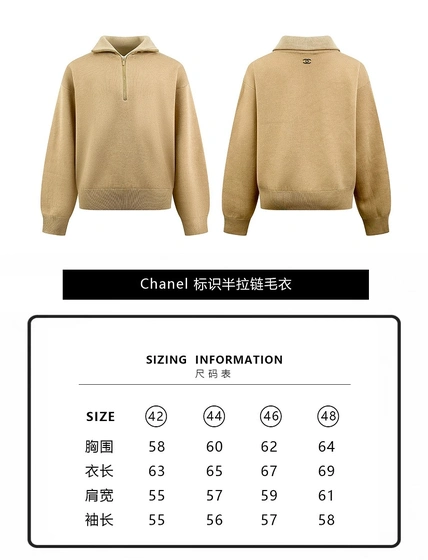 Chanel 标识半拉链毛衣
SIZING INFORMATION
尺码表
SIZE 42 44 46 48
胸围 58 60 62 64
衣长 63 65 67 69
肩宽 55 57 59 61
袖长 55 56 57 58